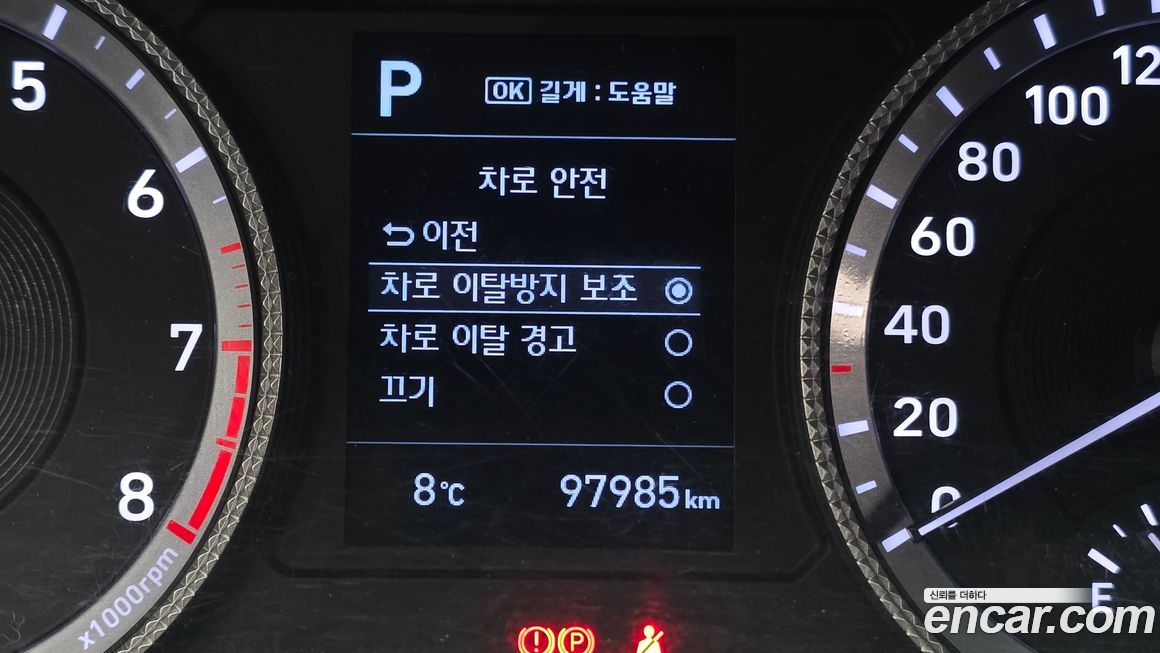 P
OK 길게 : 도움말
차로 안전
이전
차로 이탈방지 보조
차로 이탈 경고
끄기
8℃ 97985km
5
6
7
8
x1000rpm
100
80
60
40
20
0
(!) (P)
신뢰를 더하다
encar.com